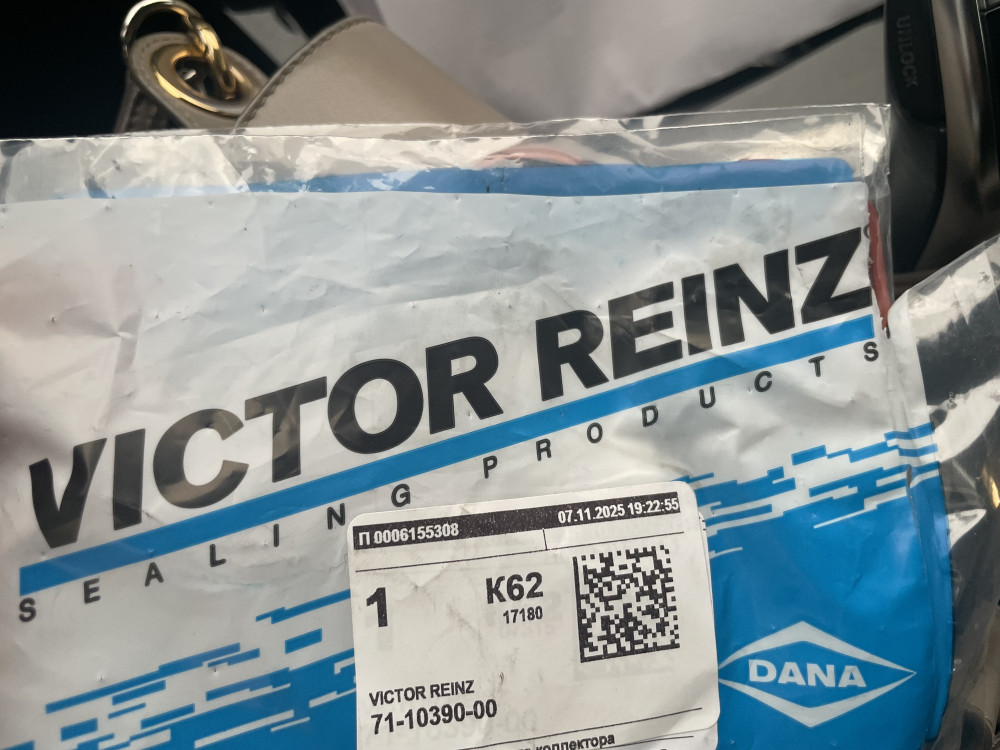 UNLOCK
VICTOR REINZ
SEALING PRODUCTS
П 0006155308 07.11.2025 19:22:55
1 К62
17180
VICTOR REINZ
71-10390-00
коллектора
DANA